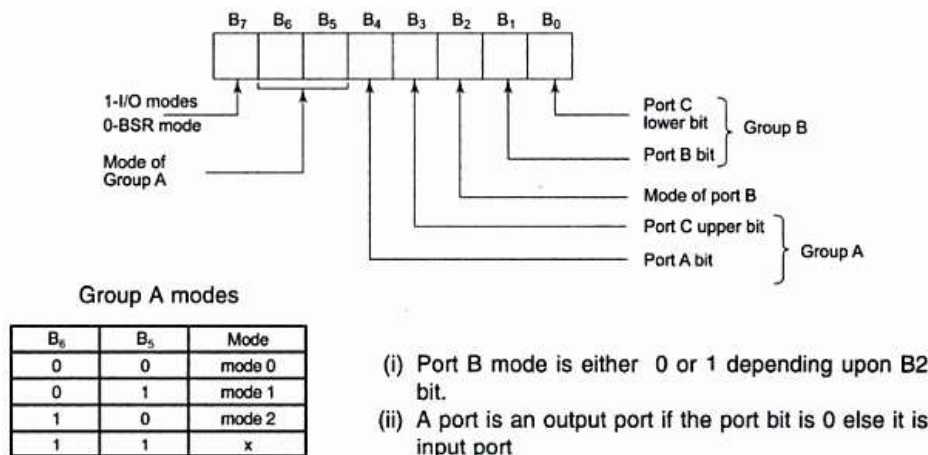 B7 B6 B5 B4 B3 B2 B1 B0
1-I/O modes
0-BSR mode
Mode of
Group A
Port C
lower bit
Port B bit
Group B
Mode of port B
Port C upper bit
Port A bit
Group A
Group A modes
B6 B5 Mode
0 0 mode 0
0 1 mode 1
1 0 mode 2
1 1 x
(i) Port B mode is either 0 or 1 depending upon B2
bit.
(ii) A port is an output port if the port bit is 0 else it is
input port